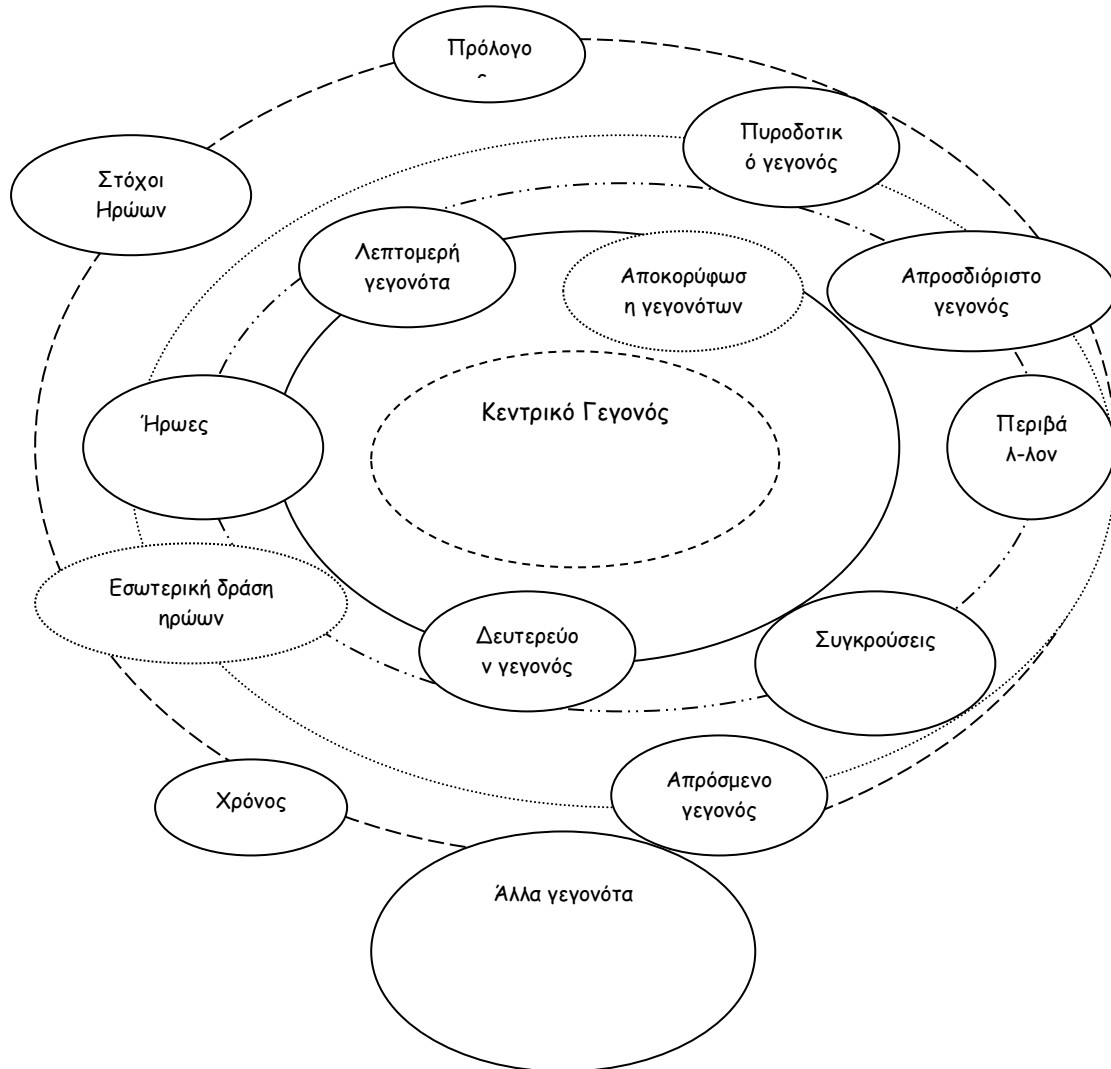 Πρόλογο
ς
Πυροδοτικ
ό γεγονός
Στόχοι
Ηρώων
Λεπτομερή
γεγονότα
Αποκορύφωσ
η γεγονότων
Απροσδιόριστο
γεγονός
Κεντρικό Γεγονός
Ήρωες
Περιβά
λ-λον
Εσωτερική δράση
ηρώων
Δευτερεύο
ν γεγονός
Συγκρούσεις
Χρόνος
Απρόσμενο
γεγονός
Άλλα γεγονότα